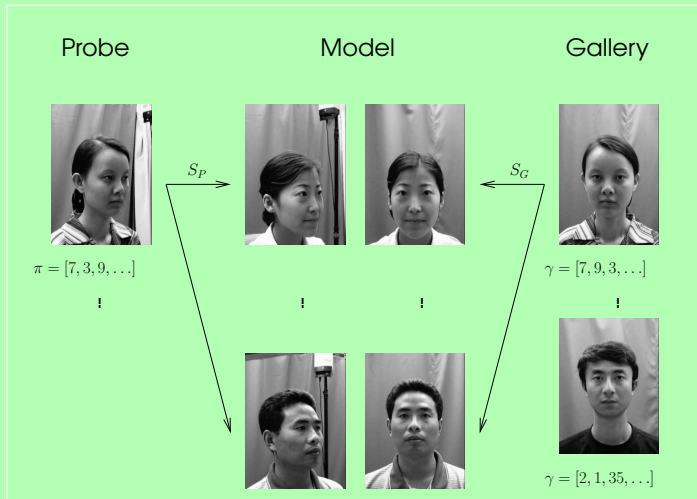 Probe
Model
Gallery
S_P
S_G
π = [7, 3, 9, . . .]
γ = [7, 9, 3, . . .]
γ = [2, 1, 35, . . .]